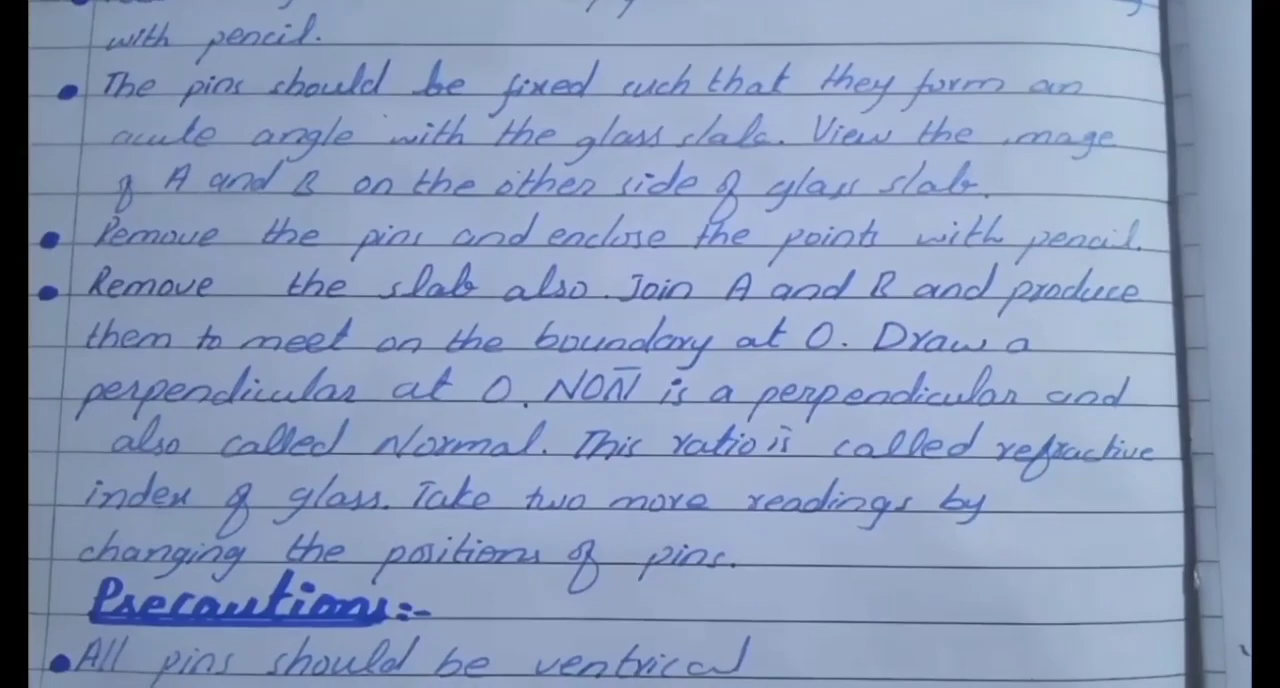 with pencil.
• The pins should be fixed such that they form an
acute angle with the glass slab. View the image
of A and B on the other side of glass slab.
• Remove the pins and enclose the points with pencil.
• Remove the slab also. Join A and B and produce
them to meet on the boundary at O. Draw a
perpendicular at O. NON̅ is a perpendicular and
also called Normal. This ratio is called refractive
index of glass. Take two more readings by
changing the positions of pins.
Precautions:-
• All pins should be ventrical